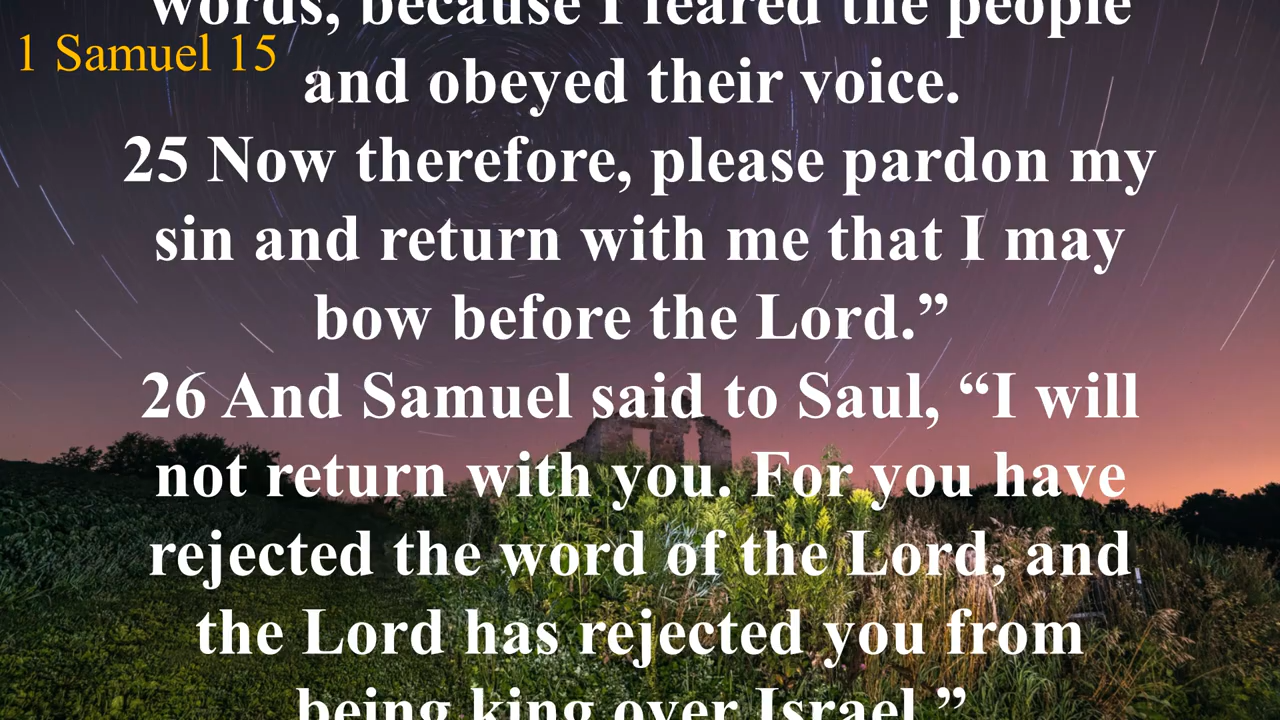 words, because I feared the people
1 Samuel 15
and obeyed their voice.
25 Now therefore, please pardon my
sin and return with me that I may
bow before the Lord.”
26 And Samuel said to Saul, “I will
not return with you. For you have
rejected the word of the Lord, and
the Lord has rejected you from
being king over Israel.”